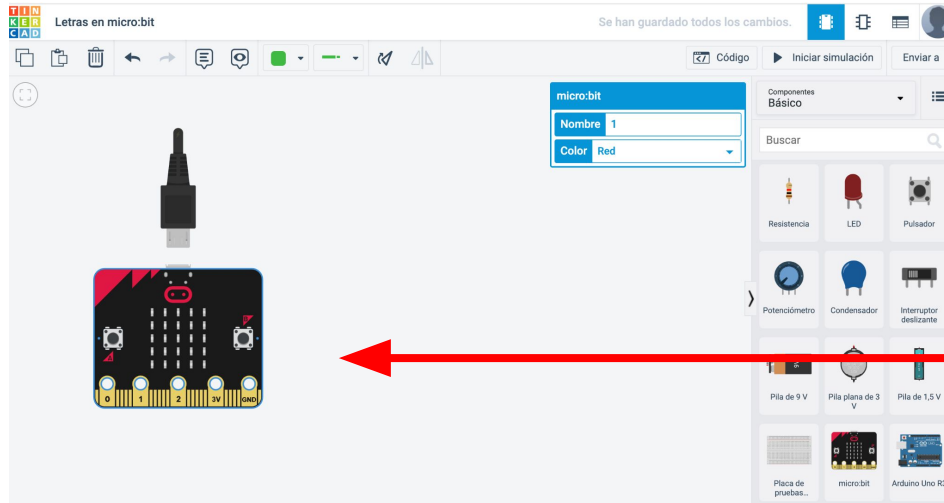 TIN
KER
CAD
Letras en micro:bit
Se han guardado todos los cambios.
Código
Iniciar simulación
Enviar a
micro:bit
Nombre 1
Color Red
Componentes
Básico
Buscar
Resistencia
LED
Pulsador
Potenciómetro
Condensador
Interruptor
deslizante
Pila de 9 V
Pila plana de 3
V
Pila de 1,5 V
Placa de
pruebas...
micro:bit
Arduino Uno R3
A
B
0 1 2 3V GND